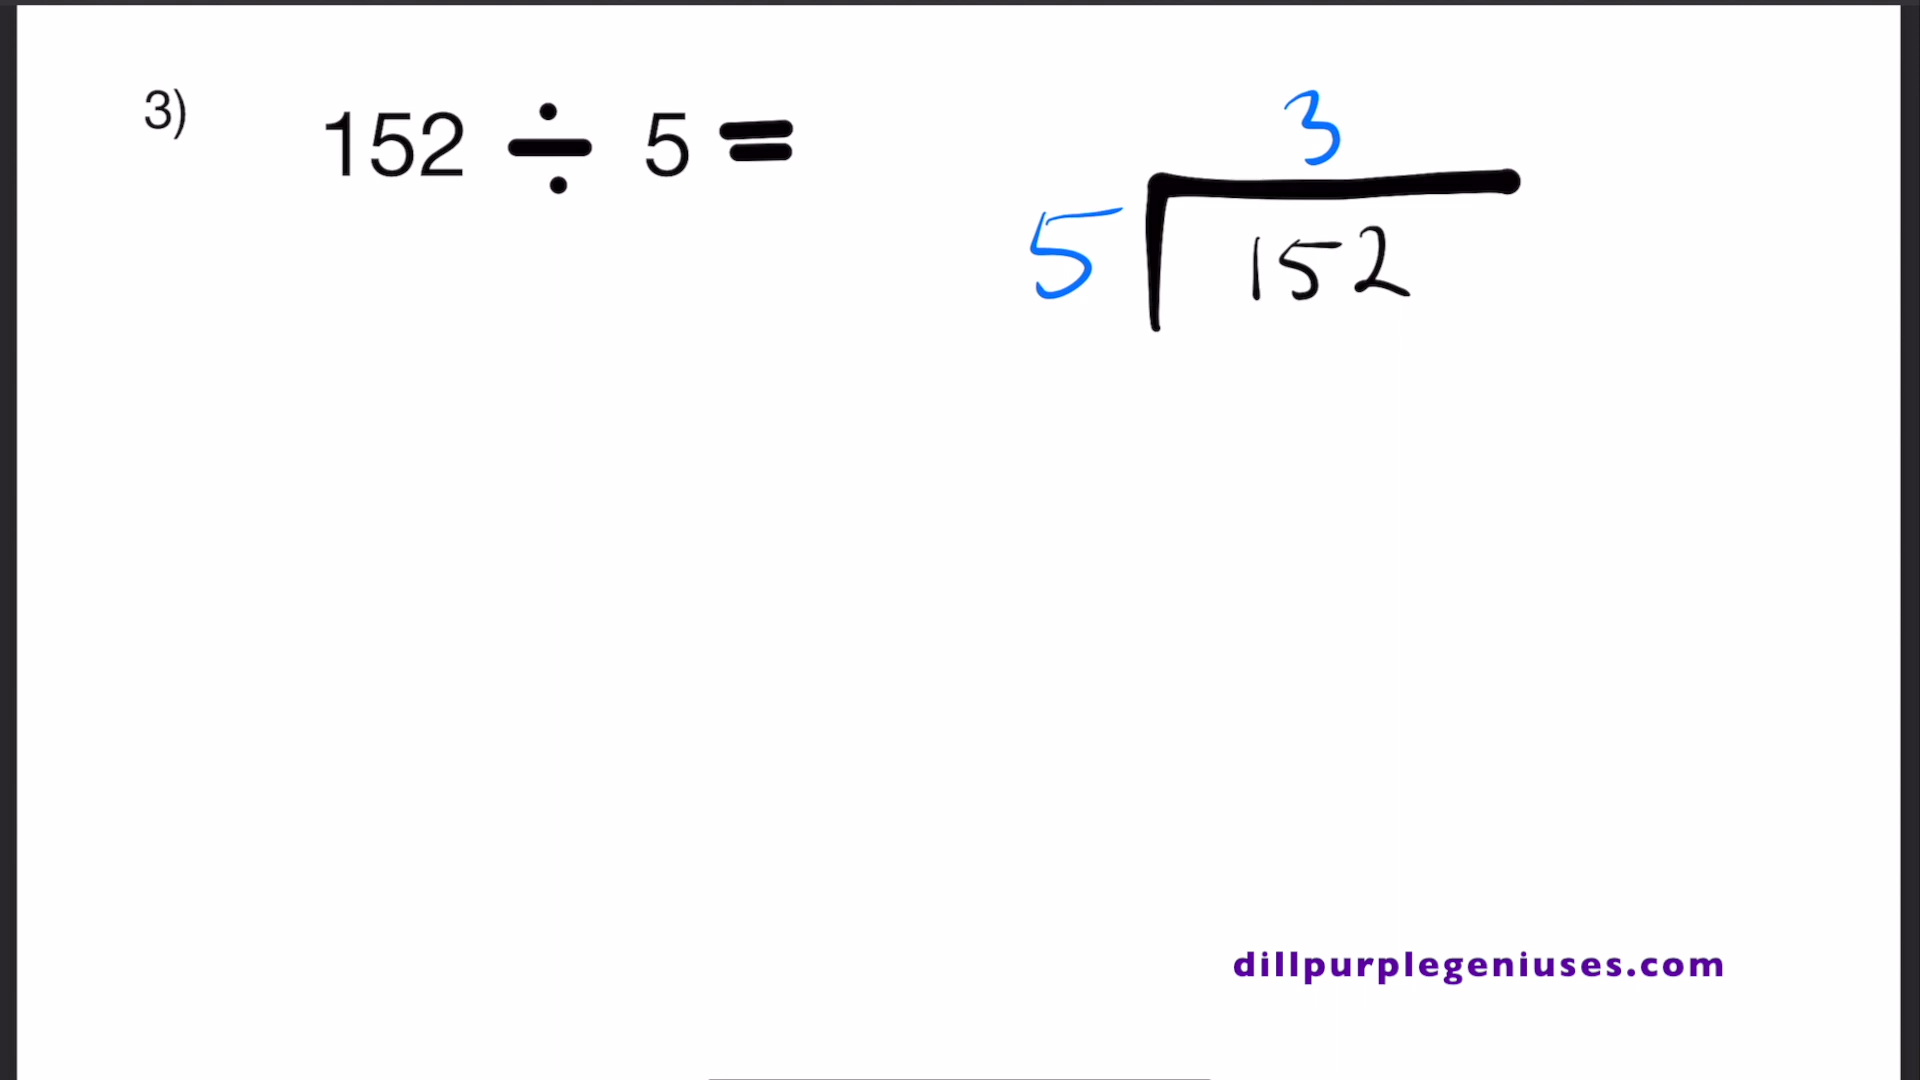 3) 152 ÷ 5 =
3
5 152
dillpurplegeniuses.com